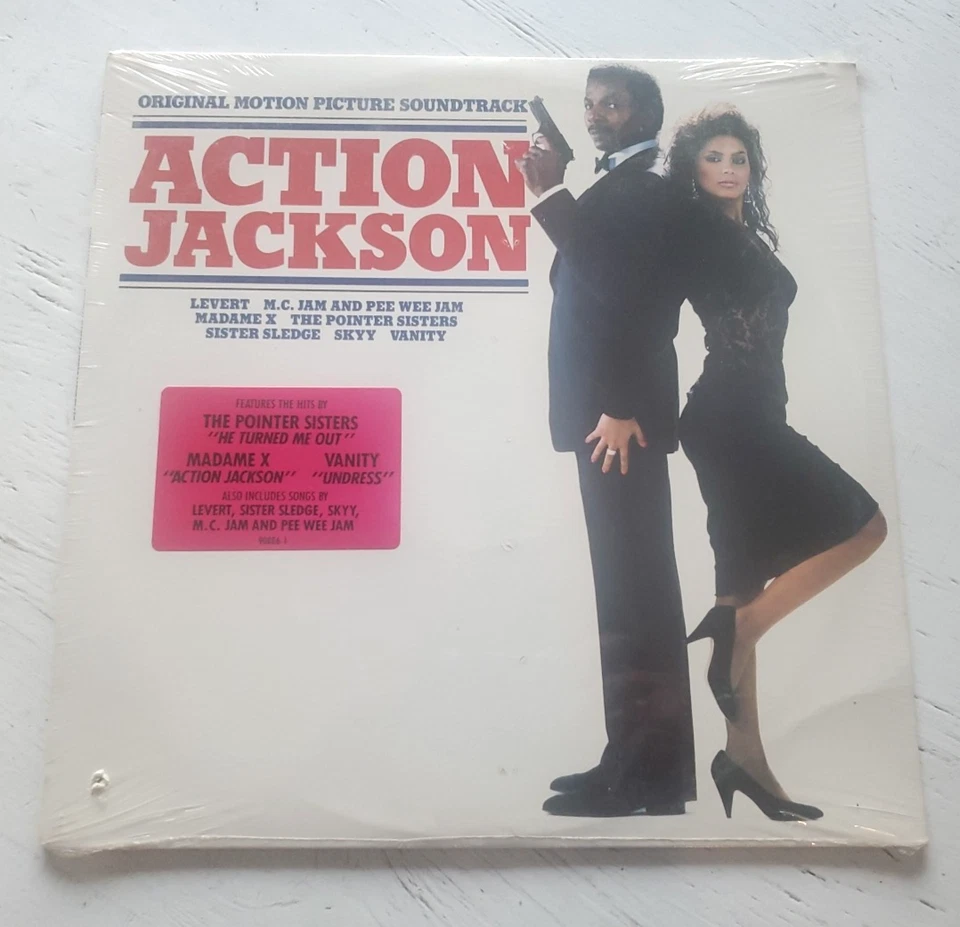 ORIGINAL MOTION PICTURE SOUNDTRACK
ACTION
JACKSON
LEVERT M.C. JAM AND PEE WEE JAM
MADAME X THE POINTER SISTERS
SISTER SLEDGE SKYY VANITY
FEATURES THE HITS BY
THE POINTER SISTERS
"HE TURNED ME OUT"
MADAME X VANITY
"ACTION JACKSON" "UNDRESS"
ALSO INCLUDES SONGS BY
LEVERT, SISTER SLEDGE, SKYY,
M.C. JAM AND PEE WEE JAM